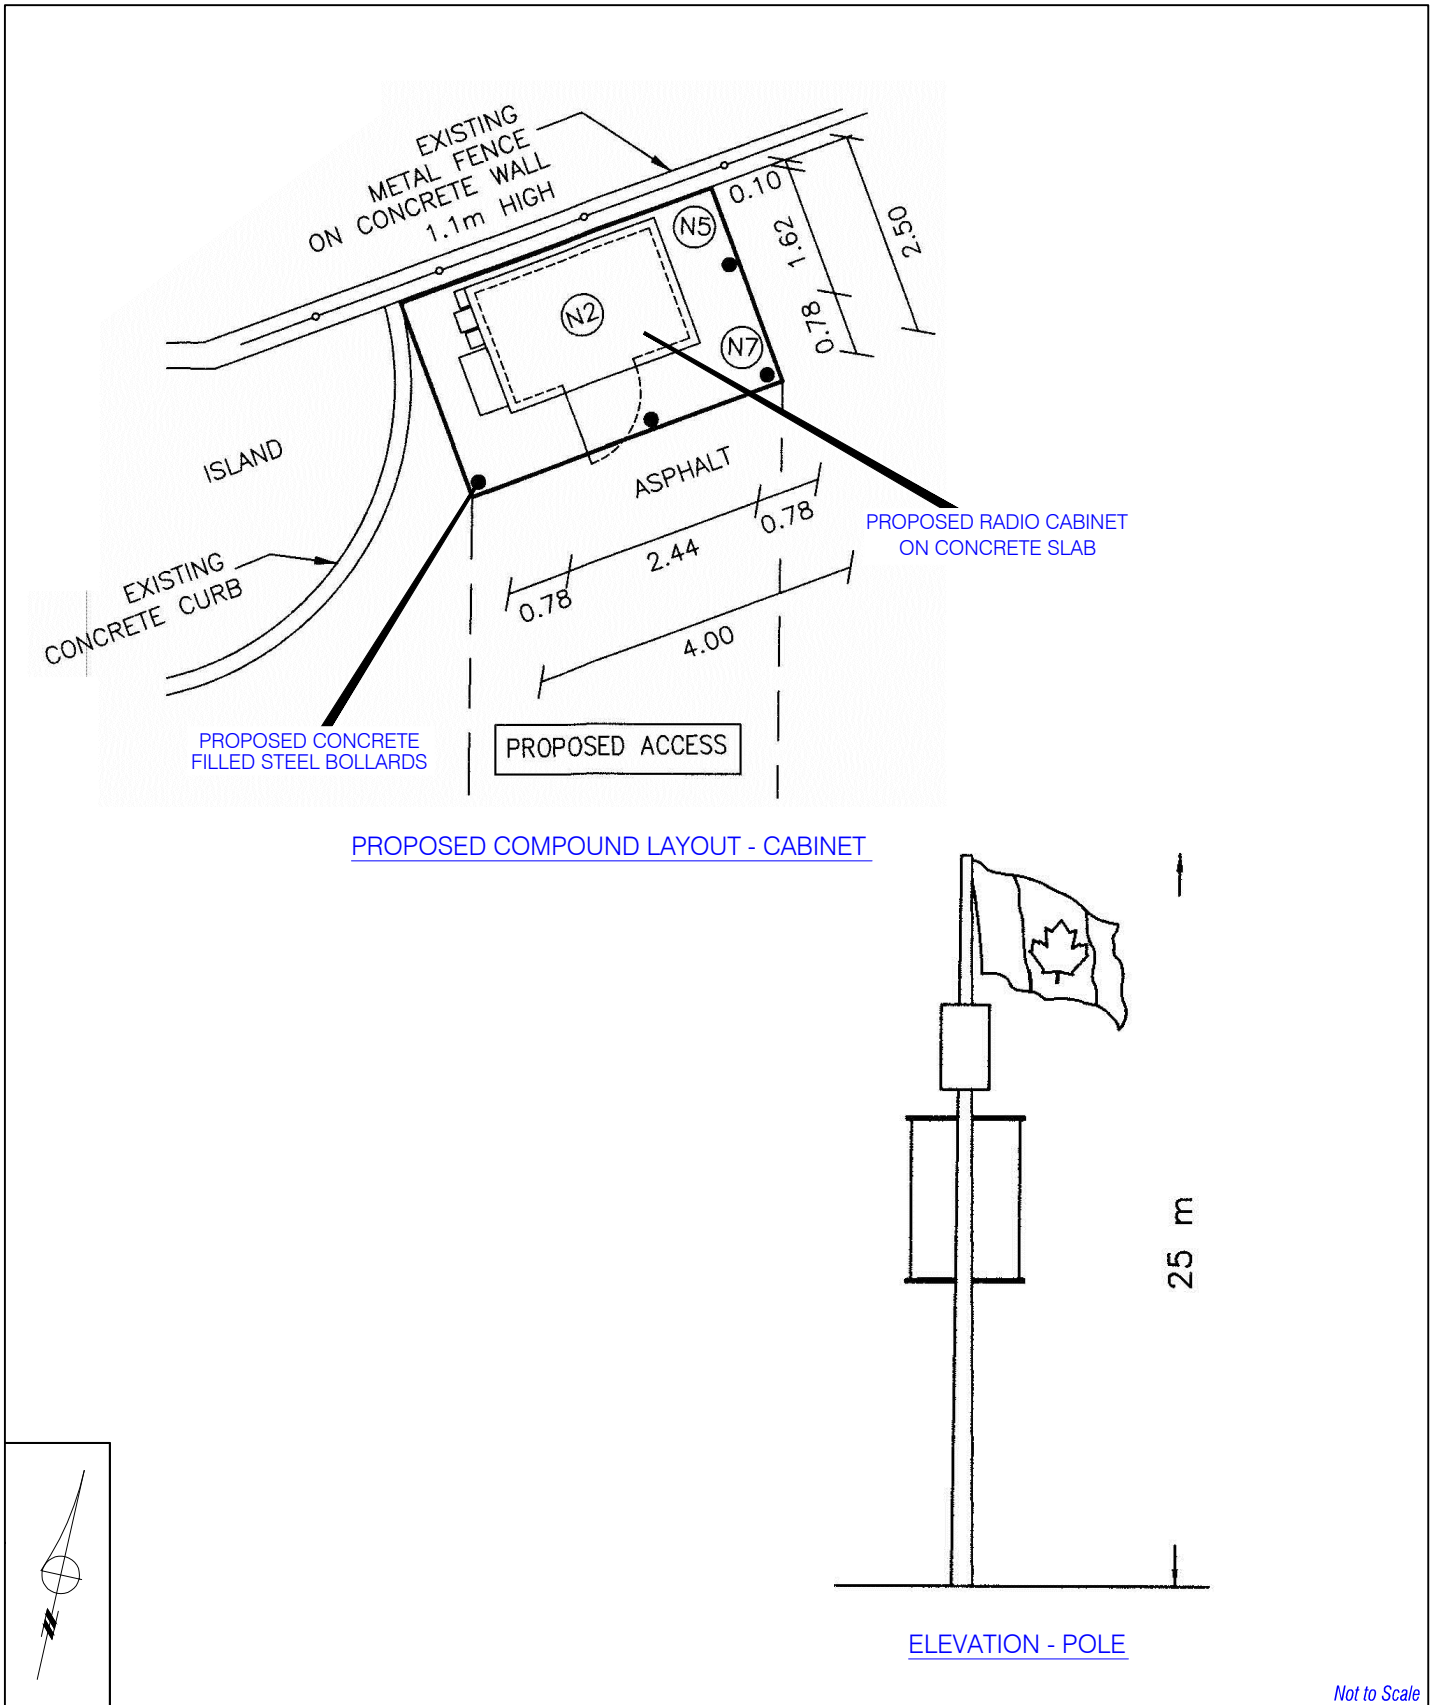 EXISTING
METAL FENCE
ON CONCRETE WALL
1.1m HIGH
0.10
1.62
2.50
0.78
N5
N2
N7
ISLAND
ASPHALT
0.78
2.44
0.78
4.00
PROPOSED RADIO CABINET
ON CONCRETE SLAB
EXISTING
CONCRETE CURB
PROPOSED CONCRETE
FILLED STEEL BOLLARDS
PROPOSED ACCESS
PROPOSED COMPOUND LAYOUT - CABINET
25 m
N
ELEVATION - POLE
Not to Scale